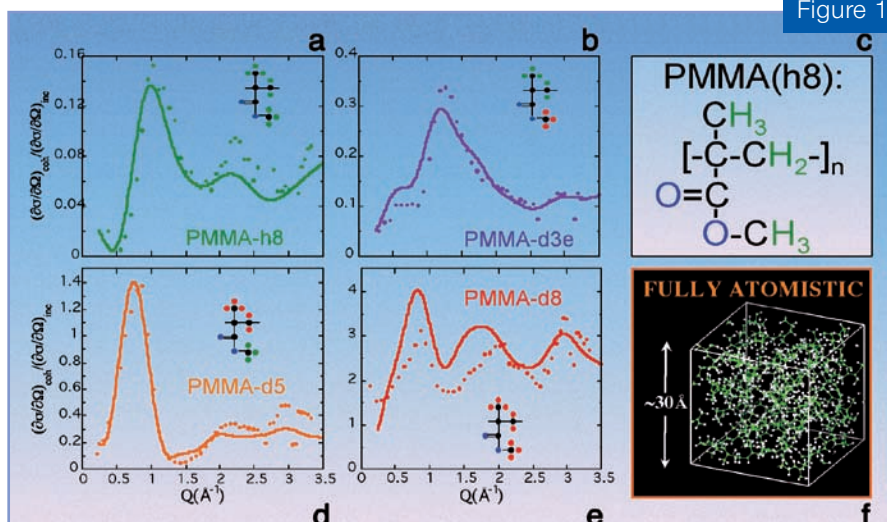 Figure 1
a
b
c
(∂σ/∂Ω)coh/(∂σ/∂Ω)inc
0.16
0.12
0.08
0.04
0
PMMA-h8
0.4
0.3
0.2
0.1
0
PMMA-d3e
PMMA(h8):
CH3
[-C-CH2-]n
O=C
O-CH3
(∂σ/∂Ω)coh/(∂σ/∂Ω)inc
1.4
1.2
1
0.8
0.6
0.4
0.2
0
PMMA-d5
0 0.5 1 1.5 2 2.5 3 3.5
Q(Å-1)
4
3
2
1
0
PMMA-d8
0 0.5 1 1.5 2 2.5 3 3.5
Q(Å-1)
FULLY ATOMISTIC
~30Å
d
e
f